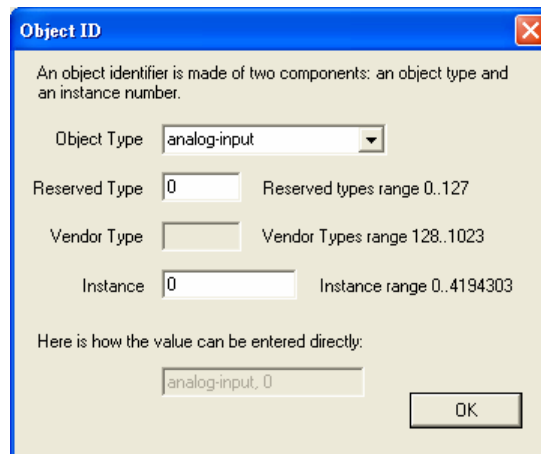 Object ID
An object identifier is made of two components: an object type and
an instance number.
Object Type analog-input
Reserved Type 0 Reserved types range 0..127
Vendor Type Vendor Types range 128..1023
Instance 0 Instance range 0..4194303
Here is how the value can be entered directly:
analog-input, 0
OK